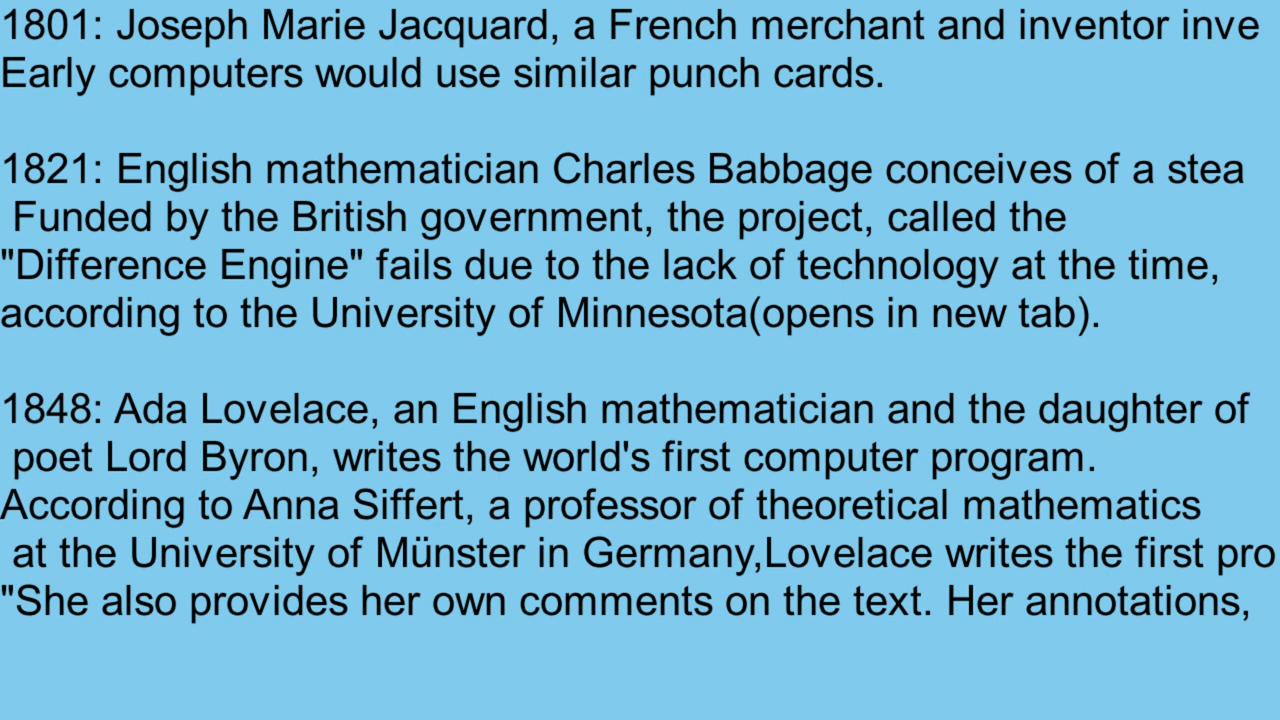 1801: Joseph Marie Jacquard, a French merchant and inventor inve
Early computers would use similar punch cards.
1821: English mathematician Charles Babbage conceives of a stea
Funded by the British government, the project, called the
"Difference Engine" fails due to the lack of technology at the time,
according to the University of Minnesota(opens in new tab).
1848: Ada Lovelace, an English mathematician and the daughter of
poet Lord Byron, writes the world's first computer program.
According to Anna Siffert, a professor of theoretical mathematics
at the University of Münster in Germany,Lovelace writes the first pro
"She also provides her own comments on the text. Her annotations,